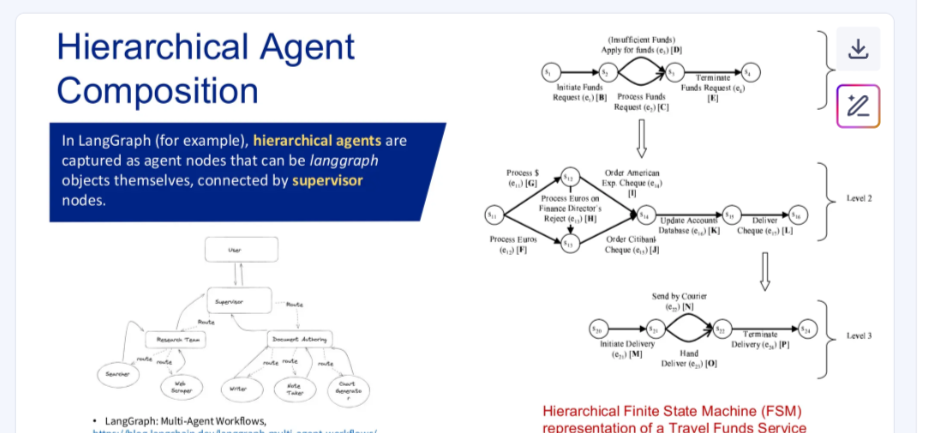 Hierarchical Agent
Composition
In LangGraph (for example), hierarchical agents are
captured as agent nodes that can be langgraph
objects themselves, connected by supervisor
nodes.
User
Supervisor
Route
Route
Research Team
Document Authoring
route
route
route
route
route
Searcher
Web
Scraper
Writer
Note
Taker
Chart
Generato
r
• LangGraph: Multi-Agent Workflows,
(Insufficient Funds)
Apply for funds (e₃) [D]
Initiate Funds
Request (e₁) [B]
Process Funds
Request (e₂) [C]
Terminate
Funds Request (e₄)
[E]
Process $
[G]
Order American
Exp. Cheque (e₁₄)
[I]
Process Euros on
Finance Director's
Reject (e₁₃) [H]
Process Euros
(e₁₂) [F]
Order Citibank
Cheque (e₁₅) [J]
Update Account
Database (e₁₆) [K]
Deliver
Cheque (e₁₇) [L]
Level 2
Send by Courier
[N]
Initiate Delivery
[M]
Hand
Deliver [O]
Terminate
Delivery [P]
Level 3
Hierarchical Finite State Machine (FSM)
representation of a Travel Funds Service